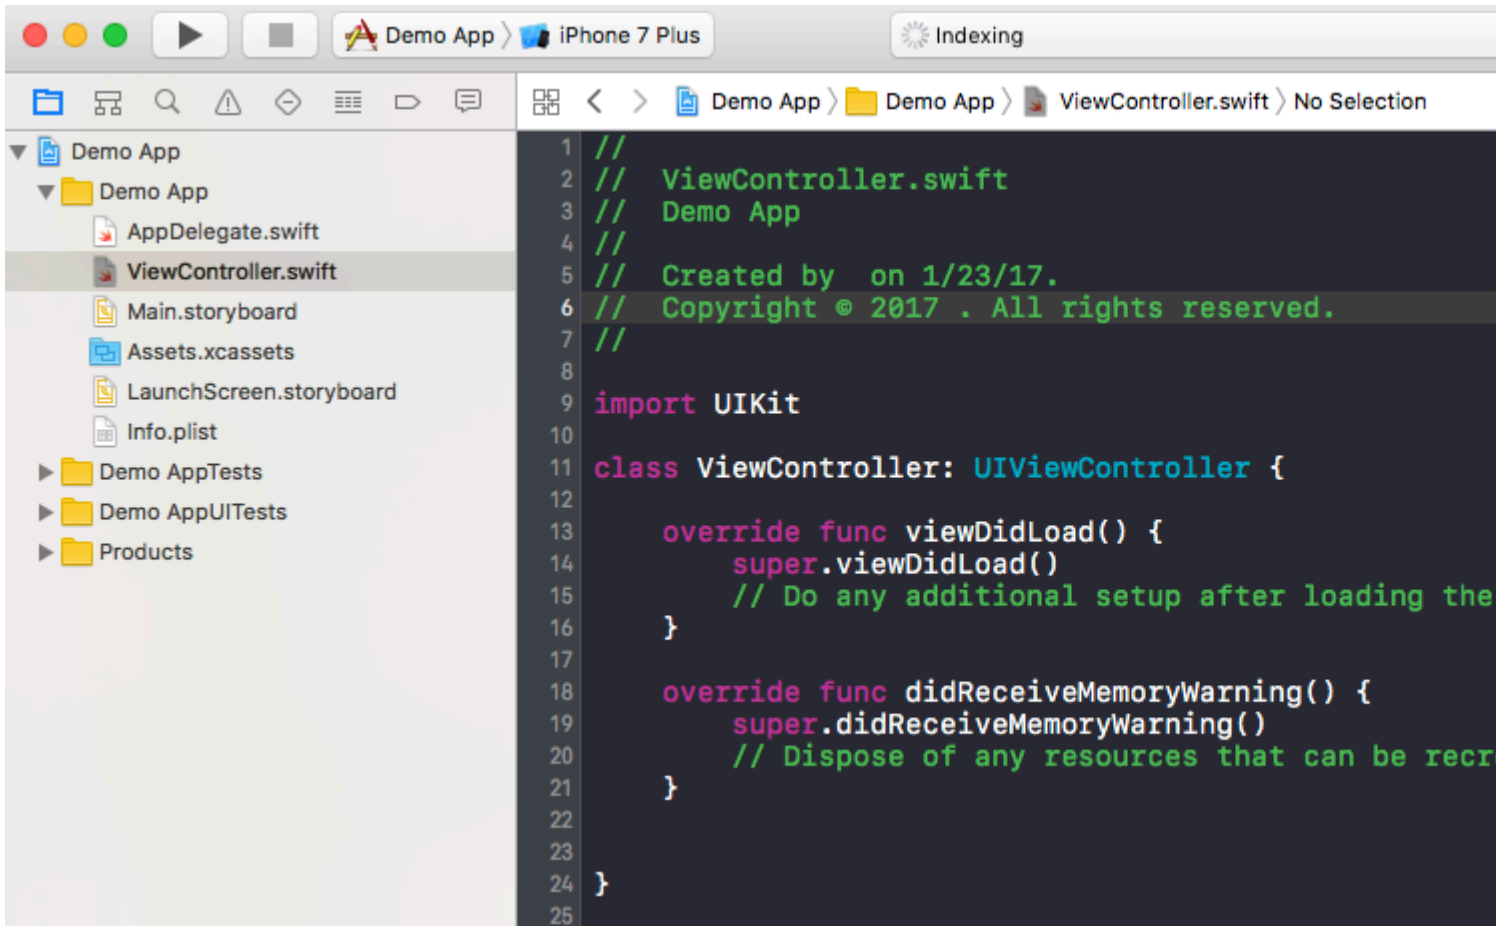 Demo App iPhone 7 Plus
Indexing
Demo App Demo App ViewController.swift No Selection
Demo App
Demo App
AppDelegate.swift
ViewController.swift
Main.storyboard
Assets.xcassets
LaunchScreen.storyboard
Info.plist
Demo AppTests
Demo AppUITests
Products
1 //
2 //  ViewController.swift
3 //  Demo App
4 //
5 //  Created by  on 1/23/17.
6 //  Copyright © 2017 . All rights reserved.
7 //
8
9 import UIKit
10
11 class ViewController: UIViewController {
12
13     override func viewDidLoad() {
14         super.viewDidLoad()
15         // Do any additional setup after loading the
16     }
17
18     override func didReceiveMemoryWarning() {
19         super.didReceiveMemoryWarning()
20         // Dispose of any resources that can be recr
21     }
22
23
24 }
25